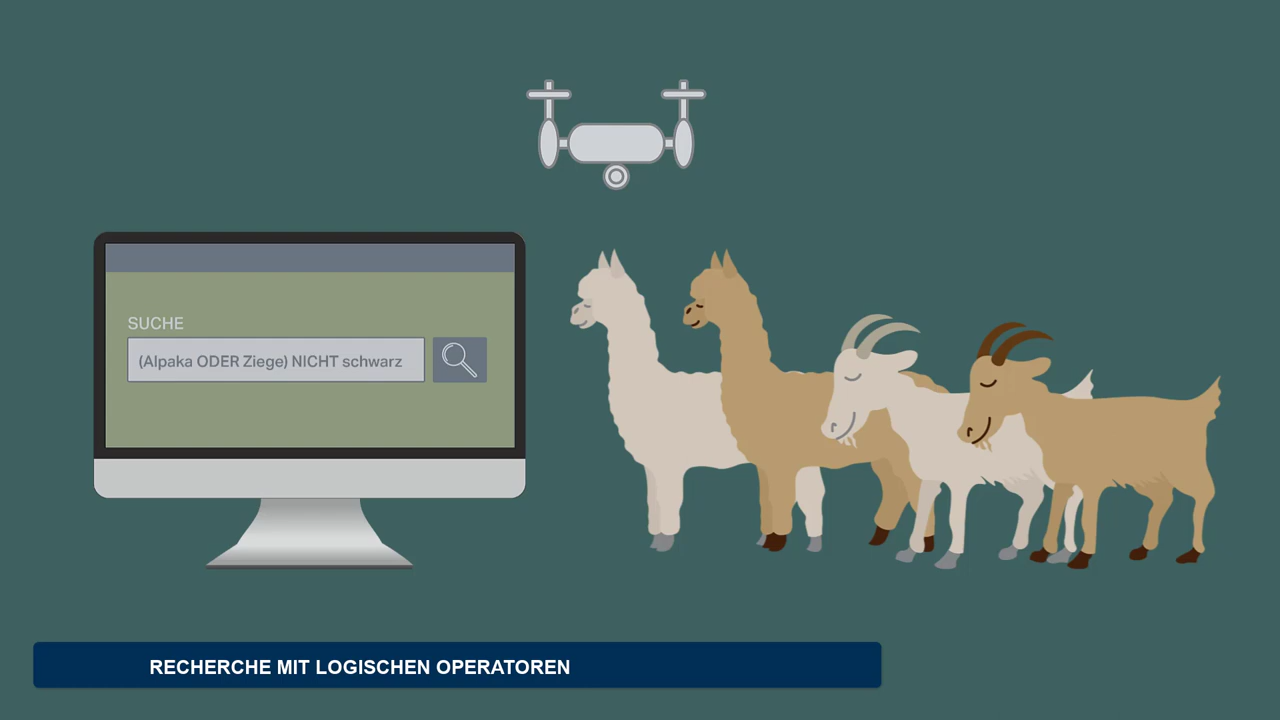 SUCHE
(Alpaka ODER Ziege) NICHT schwarz
RECHERCHE MIT LOGISCHEN OPERATOREN